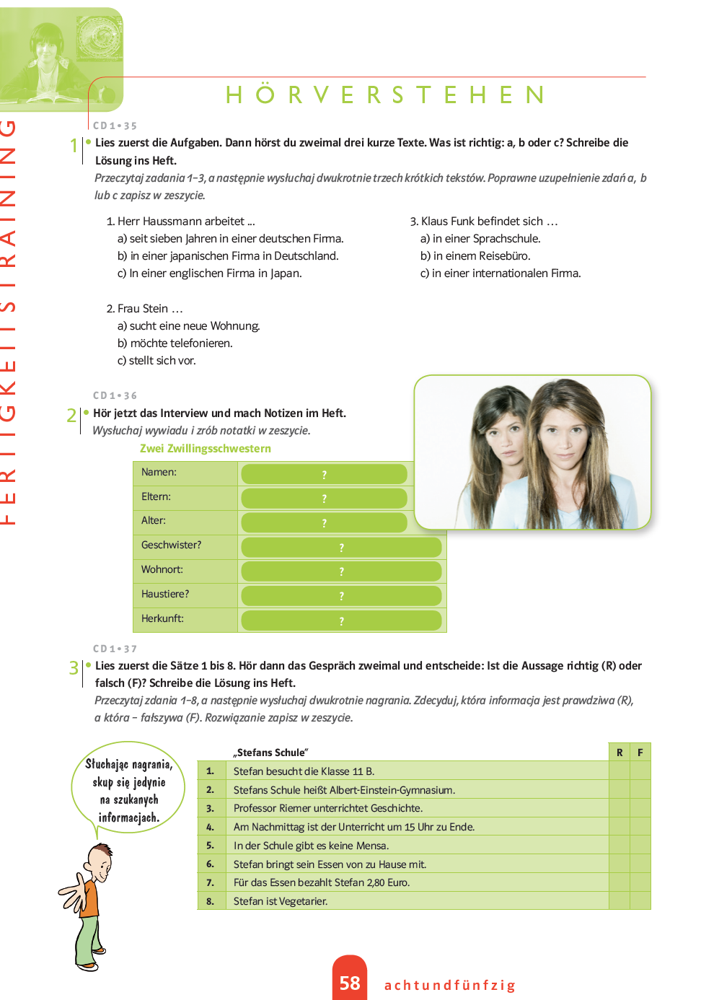 HÖRVERSTEHEN
FERTIGKEITSTRAINING
CD1•35
1 • Lies zuerst die Aufgaben. Dann hörst du zweimal drei kurze Texte. Was ist richtig: a, b oder c? Schreibe die
Lösung ins Heft.
Przeczytaj zadania 1–3, a następnie wysłuchaj dwukrotnie trzech krótkich tekstów. Poprawne uzupełnienie zdań a, b
lub c zapisz w zeszycie.
1. Herr Haussmann arbeitet ...
a) seit sieben Jahren in einer deutschen Firma.
b) in einer japanischen Firma in Deutschland.
c) In einer englischen Firma in Japan.
2. Frau Stein …
a) sucht eine neue Wohnung.
b) möchte telefonieren.
c) stellt sich vor.
3. Klaus Funk befindet sich …
a) in einer Sprachschule.
b) in einem Reisebüro.
c) in einer internationalen Firma.
CD1•36
2 • Hör jetzt das Interview und mach Notizen im Heft.
Wysłuchaj wywiadu i zrób notatki w zeszycie.
Zwei Zwillingsschwestern
Namen: ?
Eltern: ?
Alter: ?
Geschwister? ?
Wohnort: ?
Haustiere? ?
Herkunft: ?
CD1•37
3 • Lies zuerst die Sätze 1 bis 8. Hör dann das Gespräch zweimal und entscheide: Ist die Aussage richtig (R) oder
falsch (F)? Schreibe die Lösung ins Heft.
Przeczytaj zdania 1–8, a następnie wysłuchaj dwukrotnie nagrania. Zdecyduj, która informacja jest prawdziwa (R),
a która – fałszywa (F). Rozwiązanie zapisz w zeszycie.
Słuchając nagrania,
skup się jedynie
na szukanych
informacjach.
„Stefans Schule” R F
1. Stefan besucht die Klasse 11 B.
2. Stefans Schule heißt Albert-Einstein-Gymnasium.
3. Professor Riemer unterrichtet Geschichte.
4. Am Nachmittag ist der Unterricht um 15 Uhr zu Ende.
5. In der Schule gibt es keine Mensa.
6. Stefan bringt sein Essen von zu Hause mit.
7. Für das Essen bezahlt Stefan 2,80 Euro.
8. Stefan ist Vegetarier.
58 achtundfünfzig